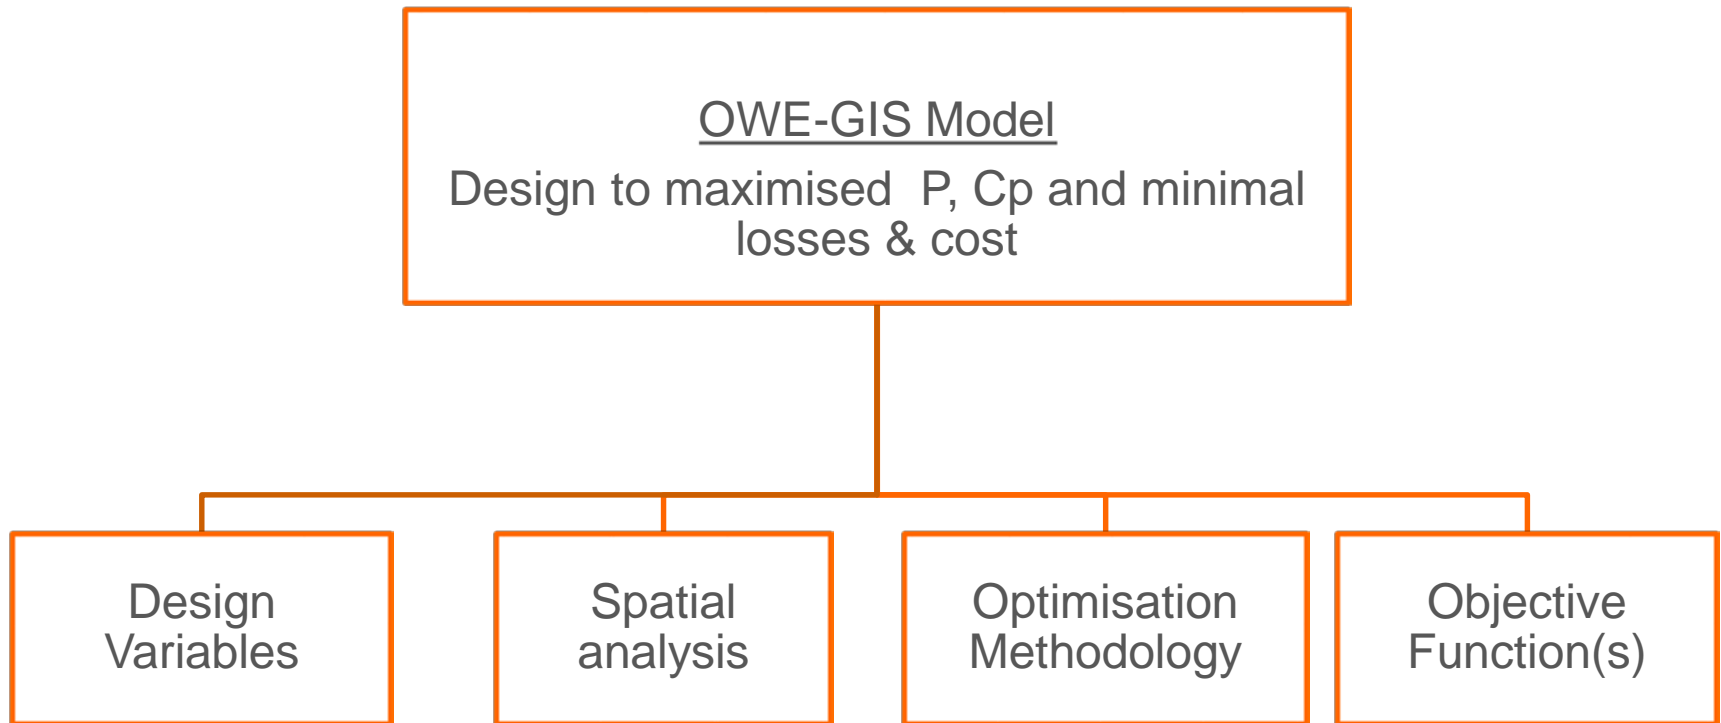 OWE-GIS Model
Design to maximised  P, Cp and minimal
losses & cost
Design
Variables
Spatial
analysis
Optimisation
Methodology
Objective
Function(s)